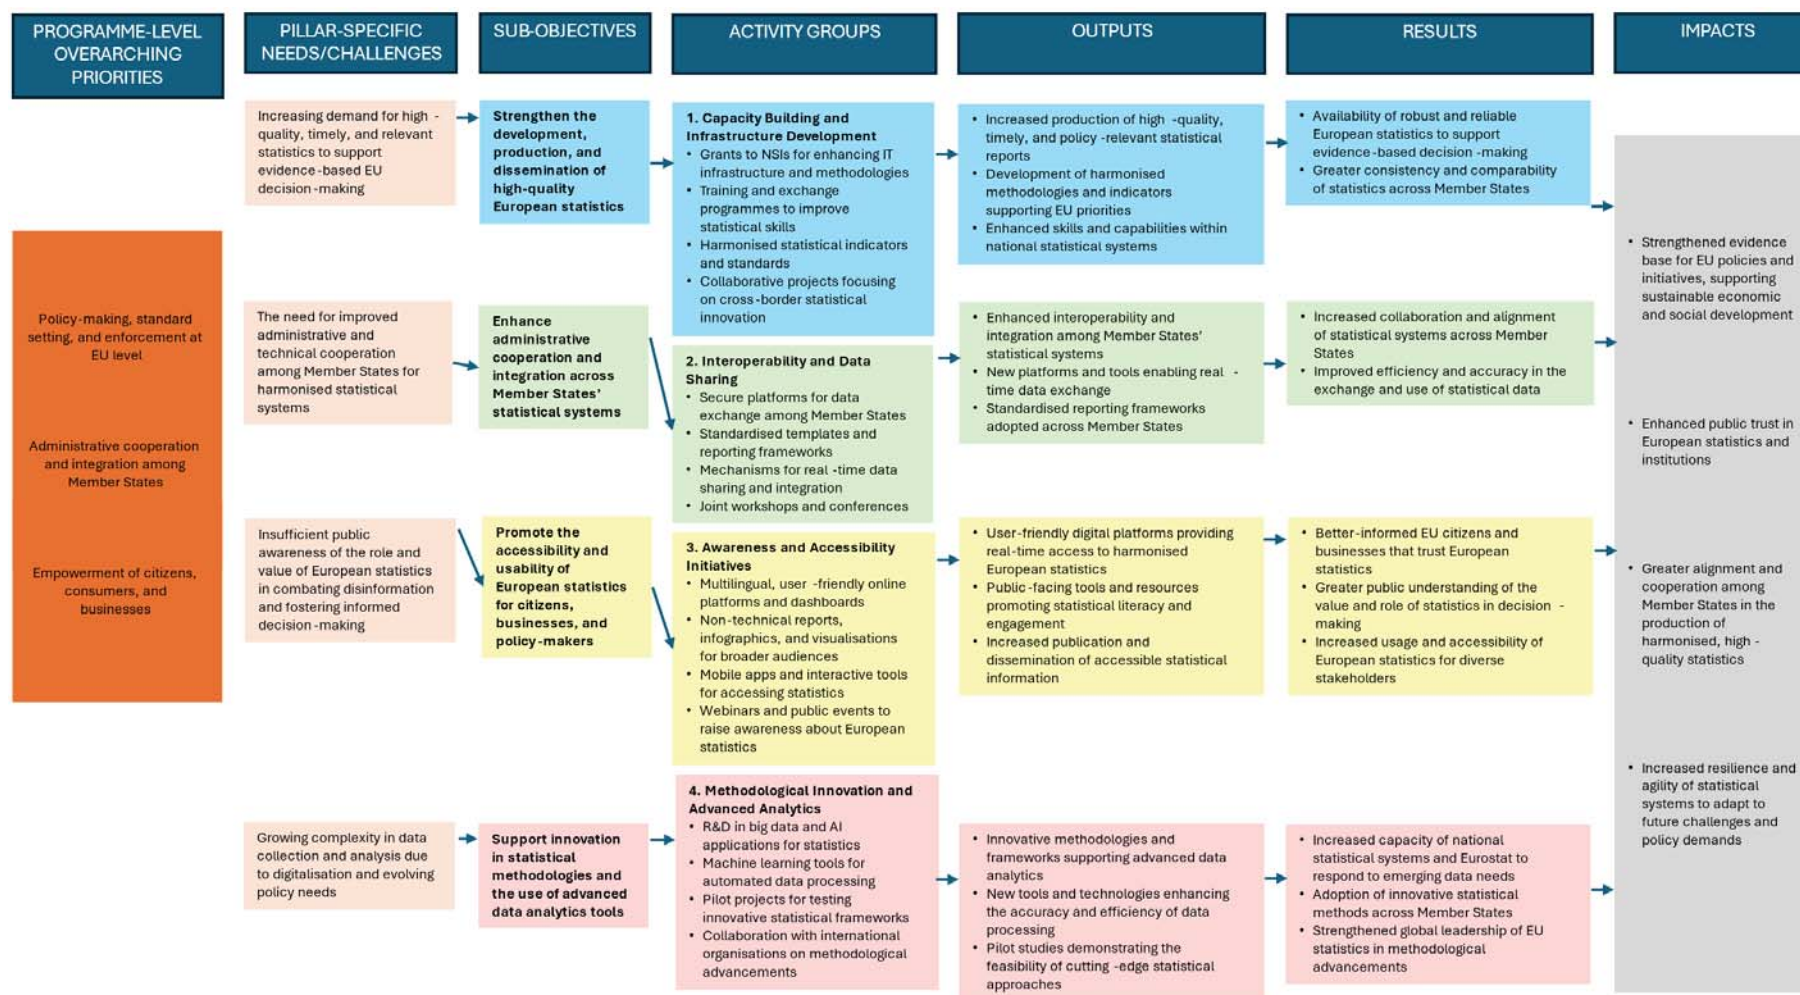 PROGRAMME-LEVEL
OVERARCHING
PRIORITIES
PILLAR-SPECIFIC
NEEDS/CHALLENGES
SUB-OBJECTIVES
ACTIVITY GROUPS
OUTPUTS
RESULTS
IMPACTS
Policy-making, standard
setting, and enforcement at
EU level
Administrative cooperation
and integration among
Member States
Empowerment of citizens,
consumers, and
businesses
Increasing demand for high -
quality, timely, and relevant
statistics to support
evidence-based EU
decision -making
Strengthen the
development,
production, and
dissemination of
high-quality
European statistics
1. Capacity Building and
Infrastructure Development
• Grants to NSIs for enhancing IT
infrastructure and methodologies
• Training and exchange
programmes to improve
statistical skills
• Harmonised statistical indicators
and standards
• Collaborative projects focusing
on cross-border statistical
innovation
• Increased production of high -quality,
timely, and policy -relevant statistical
reports
• Development of harmonised
methodologies and indicators
supporting EU priorities
• Enhanced skills and capabilities within
national statistical systems
• Availability of robust and reliable
European statistics to support
evidence-based decision -making
• Greater consistency and comparability
of statistics across Member States
The need for improved
administrative and
technical cooperation
among Member States for
harmonised statistical
systems
Enhance
administrative
cooperation and
integration across
Member States'
statistical systems
2. Interoperability and Data
Sharing
• Secure platforms for data
exchange among Member States
• Standardised templates and
reporting frameworks
• Mechanisms for real -time data
sharing and integration
• Joint workshops and conferences
• Enhanced interoperability and
integration among Member States'
statistical systems
• New platforms and tools enabling real -
time data exchange
• Standardised reporting frameworks
adopted across Member States
• Increased collaboration and alignment
of statistical systems across Member
States
• Improved efficiency and accuracy in the
exchange and use of statistical data
Insufficient public
awareness of the role and
value of European statistics
in combating disinformation
and fostering informed
decision -making
Promote the
accessibility and
usability of
European statistics
for citizens,
businesses, and
policy-makers
3. Awareness and Accessibility
Initiatives
• Multilingual, user -friendly online
platforms and dashboards
• Non-technical reports,
infographics, and visualisations
for broader audiences
• Mobile apps and interactive tools
for accessing statistics
• Webinars and public events to
raise awareness about European
statistics
• User-friendly digital platforms providing
real-time access to harmonised
European statistics
• Public-facing tools and resources
promoting statistical literacy and
engagement
• Increased publication and
dissemination of accessible statistical
information
• Better-informed EU citizens and
businesses that trust European
statistics
• Greater public understanding of the
value and role of statistics in decision -
making
• Increased usage and accessibility of
European statistics for diverse
stakeholders
Growing complexity in data
collection and analysis due
to digitalisation and evolving
policy needs
Support innovation
in statistical
methodologies and
the use of advanced
data analytics tools
4. Methodological Innovation and
Advanced Analytics
• R&D in big data and AI
applications for statistics
• Machine learning tools for
automated data processing
• Pilot projects for testing
innovative statistical frameworks
• Collaboration with international
organisations on methodological
advancements
• Innovative methodologies and
frameworks supporting advanced data
analytics
• New tools and technologies enhancing
the accuracy and efficiency of data
processing
• Pilot studies demonstrating the
feasibility of cutting -edge statistical
approaches
• Increased capacity of national
statistical systems and Eurostat to
respond to emerging data needs
• Adoption of innovative statistical
methods across Member States
• Strengthened global leadership of EU
statistics in methodological
advancements
• Strengthened evidence
base for EU policies and
initiatives, supporting
sustainable economic
and social development
• Enhanced public trust in
European statistics and
institutions
• Greater alignment and
cooperation among
Member States in the
production of
harmonised, high -
quality statistics
• Increased resilience and
agility of statistical
systems to adapt to
future challenges and
policy demands